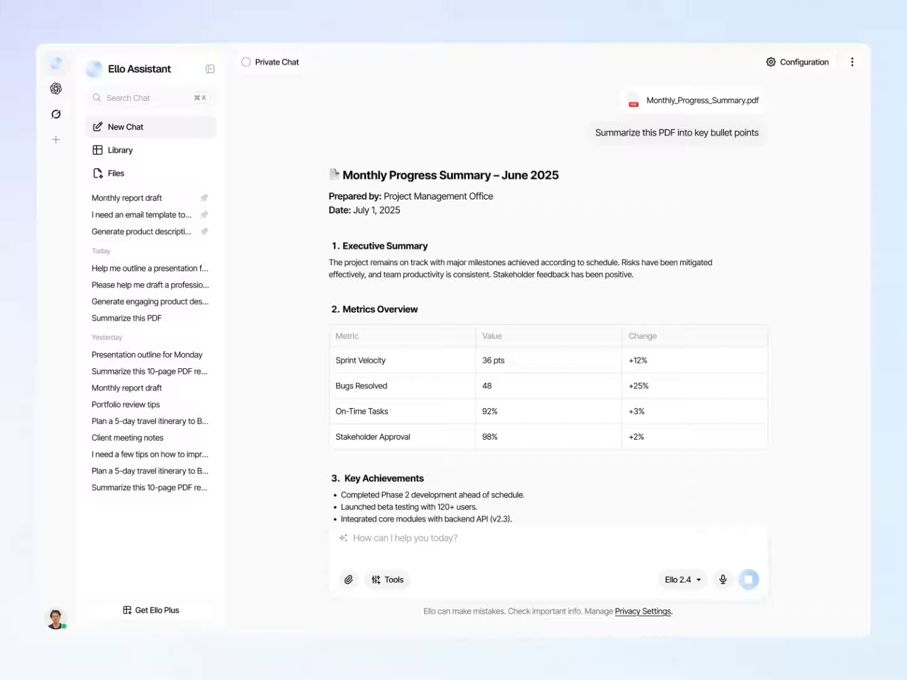 Ello Assistant
Search Chat
⌘ K
New Chat
Library
Files
Monthly report draft
I need an email template to...
Generate product descripti...
Today
Help me outline a presentation f...
Please help me draft a professio...
Generate engaging product des...
Summarize this PDF
Yesterday
Presentation outline for Monday
Summarize this 10-page PDF re...
Monthly report draft
Portfolio review tips
Plan a 5-day travel itinerary to B...
Client meeting notes
I need a few tips on how to impr...
Plan a 5-day travel itinerary to B...
Summarize this 10-page PDF re...
Get Ello Plus
Private Chat
Configuration
Monthly_Progress_Summary.pdf
Summarize this PDF into key bullet points
Monthly Progress Summary – June 2025
Prepared by: Project Management Office
Date: July 1, 2025
1. Executive Summary
The project remains on track with major milestones achieved according to schedule. Risks have been mitigated
effectively, and team productivity is consistent. Stakeholder feedback has been positive.
2. Metrics Overview
Metric Value Change
Sprint Velocity 36 pts +12%
Bugs Resolved 48 +25%
On-Time Tasks 92% +3%
Stakeholder Approval 98% +2%
3. Key Achievements
• Completed Phase 2 development ahead of schedule.
• Launched beta testing with 120+ users.
• Integrated core modules with backend API (v2.3).
How can I help you today?
Tools
Ello 2.4
Ello can make mistakes. Check important info. Manage Privacy Settings.